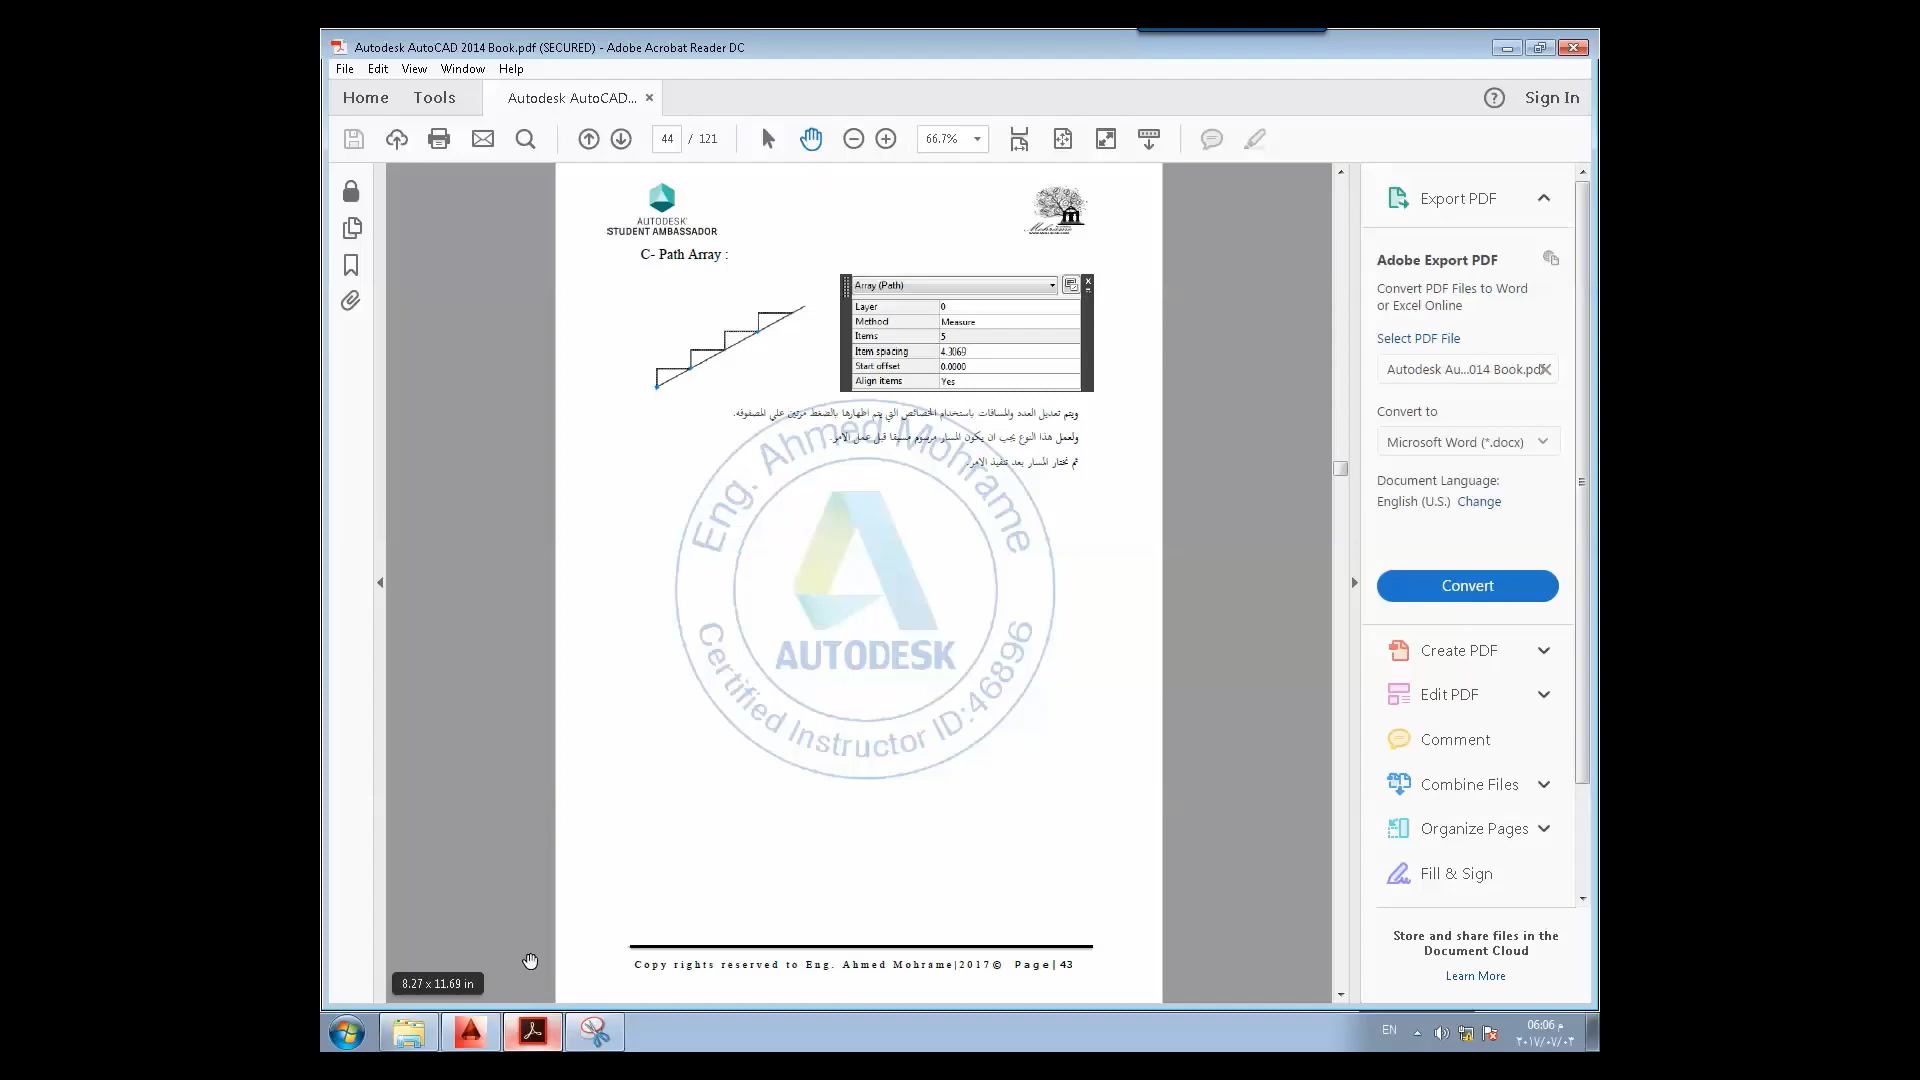 Autodesk AutoCAD 2014 Book.pdf (SECURED) - Adobe Acrobat Reader DC
File Edit View Window Help
Home Tools Autodesk AutoCAD... Sign In
44 / 121 66.7%
AUTODESK
STUDENT AMBASSADOR
Mohrame
C- Path Array :
Array (Path)
Layer 0
Method Measure
Items 5
Item spacing 4.3069
Start offset 0.0000
Align items Yes
ويتم تعديل العدد والمسافات باستخدام الخصائص التي يتم اظهارها بالضغط مرتين علي المصفوفه.
ولعمل هذا النوع يجب ان يكون المسار مرسوم مسبقا قبل عمل الامر.
ثم نختار المسار بعد تنفيذ الامر.
Eng. Ahmed Mohrame
AUTODESK
Certified Instructor ID:46896
Copy rights reserved to Eng. Ahmed Mohrame|2017© Page|43
8.27 x 11.69 in
Export PDF
Adobe Export PDF
Convert PDF Files to Word
or Excel Online
Select PDF File
Autodesk Au...014 Book.pdf
Convert to
Microsoft Word (*.docx)
Document Language:
English (U.S.) Change
Convert
Create PDF
Edit PDF
Comment
Combine Files
Organize Pages
Fill & Sign
Store and share files in the
Document Cloud
Learn More
EN
06:06 م
٢٠١٧/٠٧/٠٣